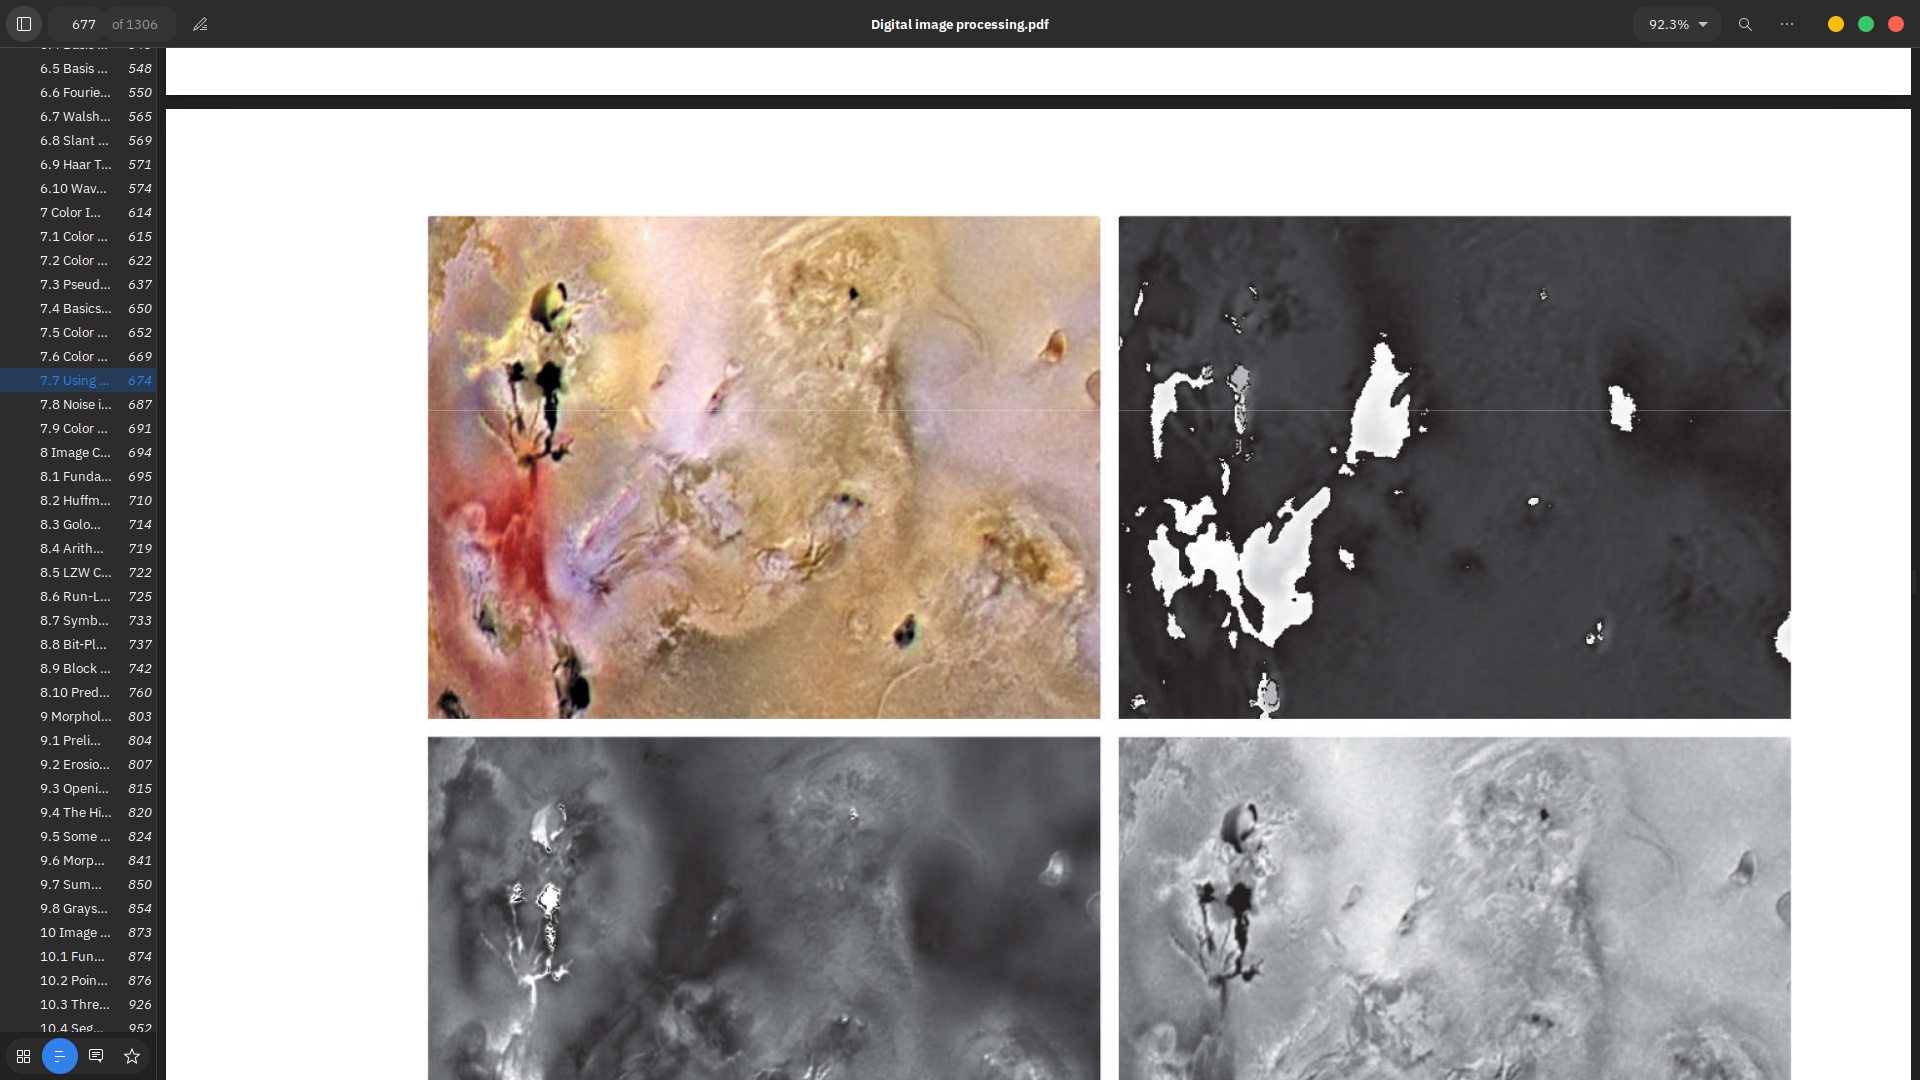 677 of 1306
Digital image processing.pdf
92.3%
6.5 Basis ... 548
6.6 Fourie... 550
6.7 Walsh... 565
6.8 Slant ... 569
6.9 Haar T... 571
6.10 Wav... 574
7 Color I... 614
7.1 Color ... 615
7.2 Color ... 622
7.3 Pseud... 637
7.4 Basics... 650
7.5 Color ... 652
7.6 Color ... 669
7.7 Using ... 674
7.8 Noise i... 687
7.9 Color ... 691
8 Image C... 694
8.1 Funda... 695
8.2 Huffm... 710
8.3 Golo... 714
8.4 Arith... 719
8.5 LZW C... 722
8.6 Run-L... 725
8.7 Symb... 733
8.8 Bit-Pl... 737
8.9 Block ... 742
8.10 Pred... 760
9 Morphol... 803
9.1 Preli... 804
9.2 Erosio... 807
9.3 Openi... 815
9.4 The Hi... 820
9.5 Some ... 824
9.6 Morp... 841
9.7 Sum... 850
9.8 Grays... 854
10 Image ... 873
10.1 Fun... 874
10.2 Poin... 876
10.3 Thre... 926
10.4 Seg... 952